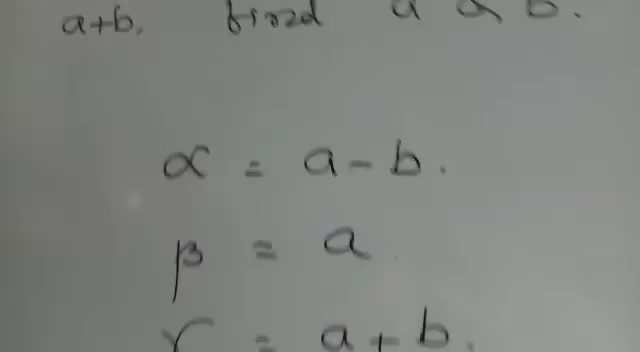 a+b. find a & b.
α = a - b.
β = a
γ = a + b.